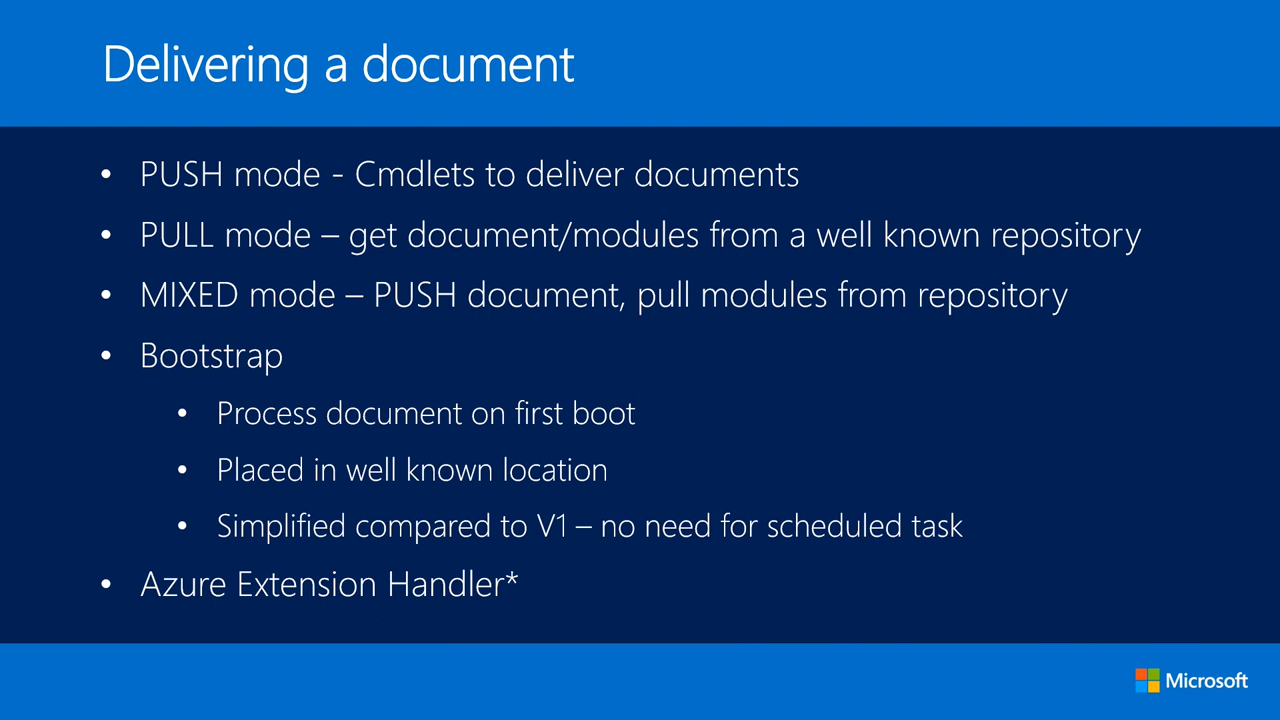 Delivering a document
• PUSH mode - Cmdlets to deliver documents
• PULL mode – get document/modules from a well known repository
• MIXED mode – PUSH document, pull modules from repository
• Bootstrap
• Process document on first boot
• Placed in well known location
• Simplified compared to V1 – no need for scheduled task
• Azure Extension Handler*
Microsoft